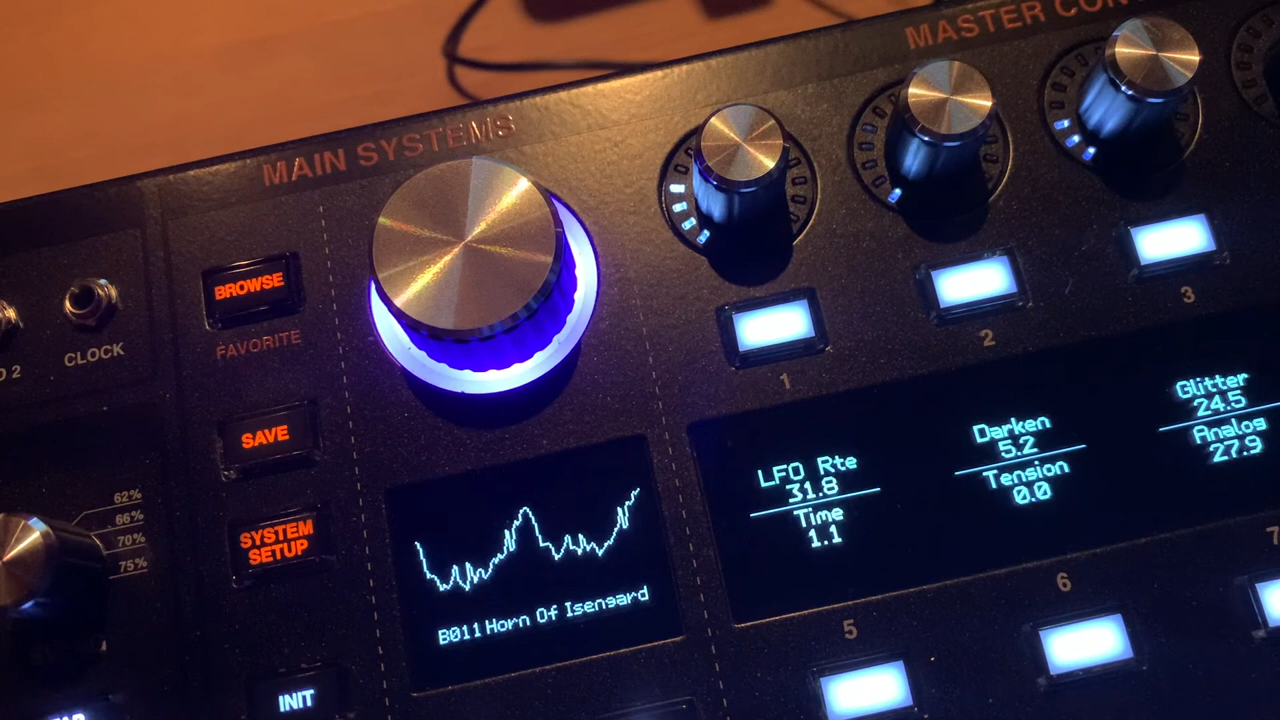 MASTER CON
MAIN SYSTEMS
BROWSE
FAVORITE
CLOCK
2
SAVE
SYSTEM
SETUP
62%
66%
70%
75%
INIT
1
2
3
LFO Rte
31.8
Time
1.1
Darken
5.2
Tension
0.0
Glitter
24.5
Analog
27.9
B011 Horn Of Isengard
5
6
7